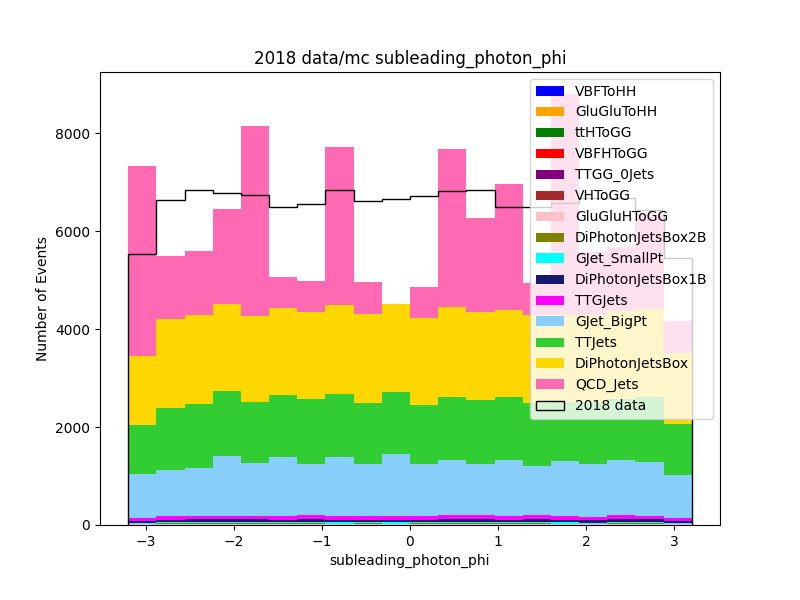 2018 data/mc subleading_photon_phi
Number of Events
8000
6000
4000
2000
0
−3
−2
−1
0
1
2
3
subleading_photon_phi
VBFToHH
GluGluToHH
ttHToGG
VBFHToGG
TTGG_0Jets
VHToGG
GluGluHToGG
DiPhotonJetsBox2B
GJet_SmallPt
DiPhotonJetsBox1B
TTGJets
GJet_BigPt
TTJets
DiPhotonJetsBox
QCD_Jets
2018 data